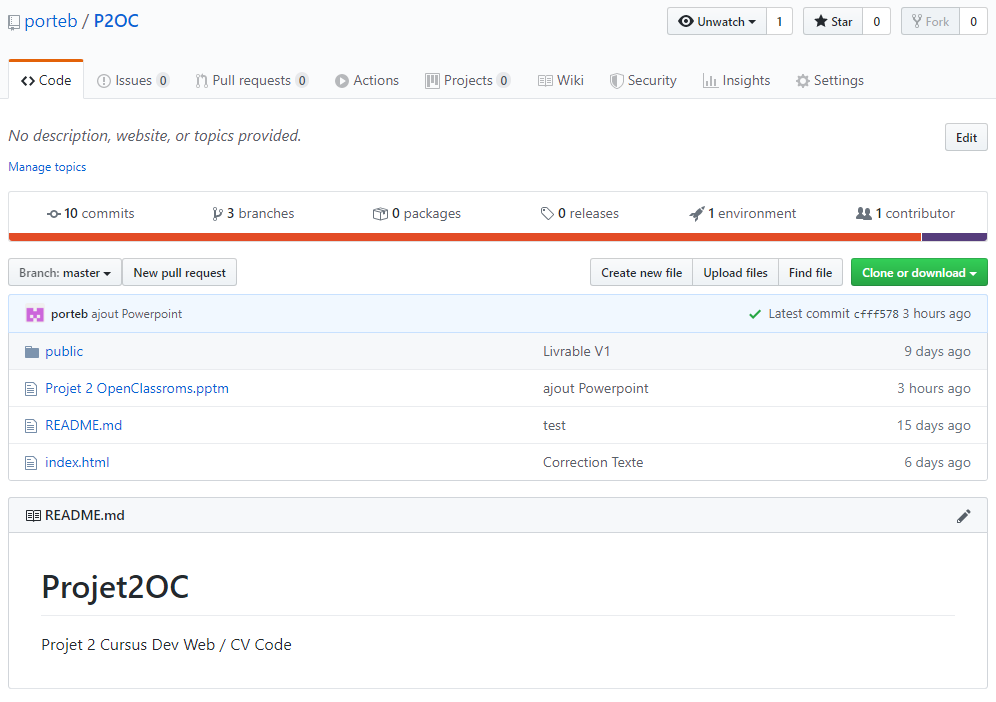 porteb / P2OC Unwatch 1 Star 0 Fork 0
Code Issues 0 Pull requests 0 Actions Projects 0 Wiki Security Insights Settings
No description, website, or topics provided. Edit
Manage topics
10 commits 3 branches 0 packages 0 releases 1 environment 1 contributor
Branch: master New pull request Create new file Upload files Find file Clone or download
porteb ajout Powerpoint Latest commit cfff578 3 hours ago
public Livrable V1 9 days ago
Projet 2 OpenClassroms.pptm ajout Powerpoint 3 hours ago
README.md test 15 days ago
index.html Correction Texte 6 days ago
README.md
Projet2OC
Projet 2 Cursus Dev Web / CV Code